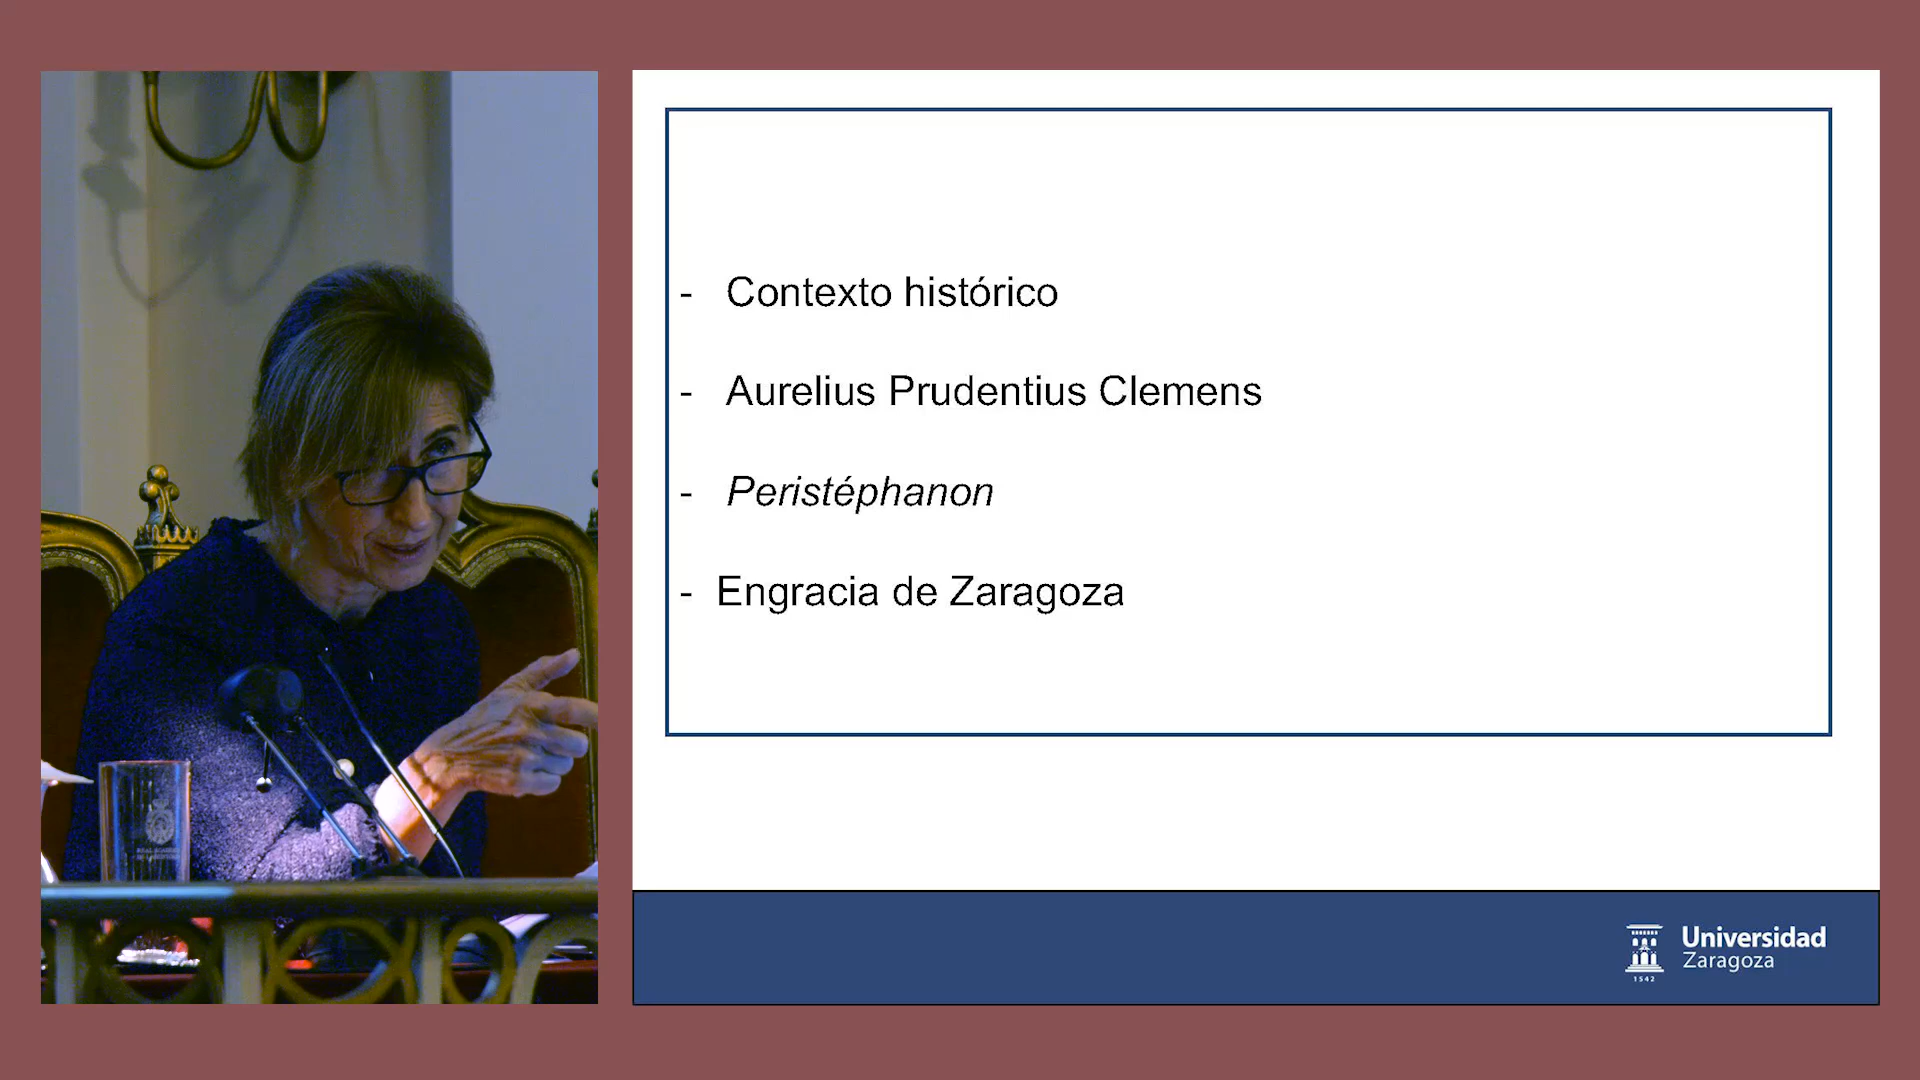 - Contexto histórico
- Aurelius Prudentius Clemens
- Peristéphanon
- Engracia de Zaragoza
Universidad
Zaragoza
1542